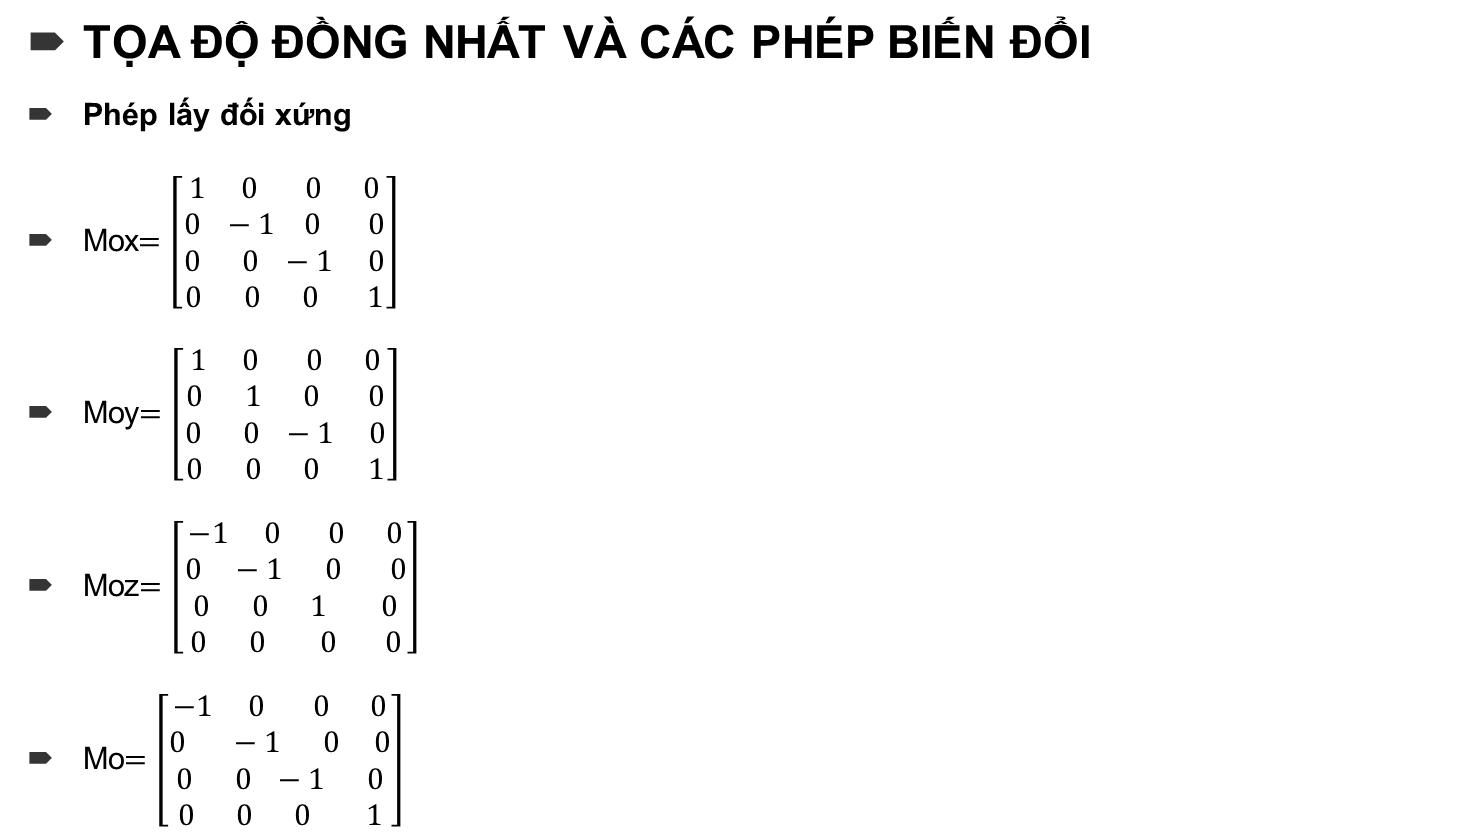 TỌA ĐỘ ĐỒNG NHẤT VÀ CÁC PHÉP BIẾN ĐỔI
Phép lấy đối xứng
1 0 0 0
0 − 1 0 0
Mox=
0 0 − 1 0
0 0 0 1
1 0 0 0
0 1 0 0
Moy=
0 0 − 1 0
0 0 0 1
−1 0 0 0
0 − 1 0 0
Moz=
0 0 1 0
0 0 0 0
−1 0 0 0
0 − 1 0 0
Mo=
0 0 − 1 0
0 0 0 1